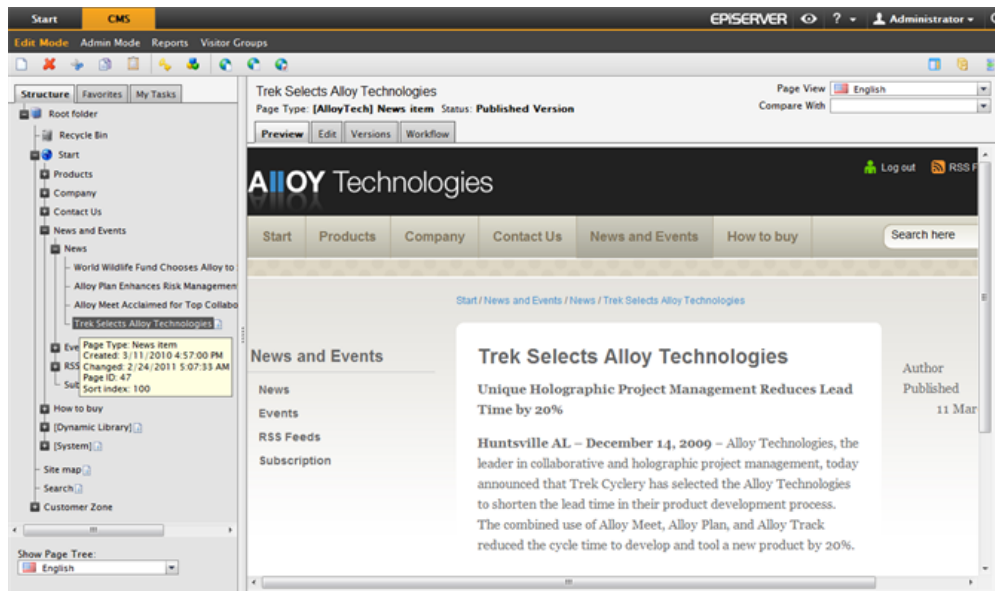 Start CMS EPiSERVER ? Administrator
Edit Mode Admin Mode Reports Visitor Groups
Structure Favorites My Tasks
Root folder
Recycle Bin
Start
Products
Company
Contact Us
News and Events
News
World Wildlife Fund Chooses Alloy to
Alloy Plan Enhances Risk Managemen
Alloy Meet Acclaimed for Top Collabo
Trek Selects Alloy Technologies
Eve
RSS
Sub
Page Type: News item
Created: 3/11/2010 4:57:00 PM
Changed: 2/24/2011 5:07:33 AM
Page ID: 47
Sort index: 100
How to buy
[Dynamic Library]
[System]
Site map
Search
Customer Zone
Show Page Tree:
English
Trek Selects Alloy Technologies
Page Type: [AlloyTech] News item Status: Published Version
Page View English
Compare With
Preview Edit Versions Workflow
AllOY Technologies
Log out RSS F
Start Products Company Contact Us News and Events How to buy
Search here
Start / News and Events / News / Trek Selects Alloy Technologies
News and Events
News
Events
RSS Feeds
Subscription
Trek Selects Alloy Technologies
Unique Holographic Project Management Reduces Lead
Time by 20%
Huntsville AL – December 14, 2009 – Alloy Technologies, the
leader in collaborative and holographic project management, today
announced that Trek Cyclery has selected the Alloy Technologies
to shorten the lead time in their product development process.
The combined use of Alloy Meet, Alloy Plan, and Alloy Track
reduced the cycle time to develop and tool a new product by 20%.
Author
Published
11 Mar